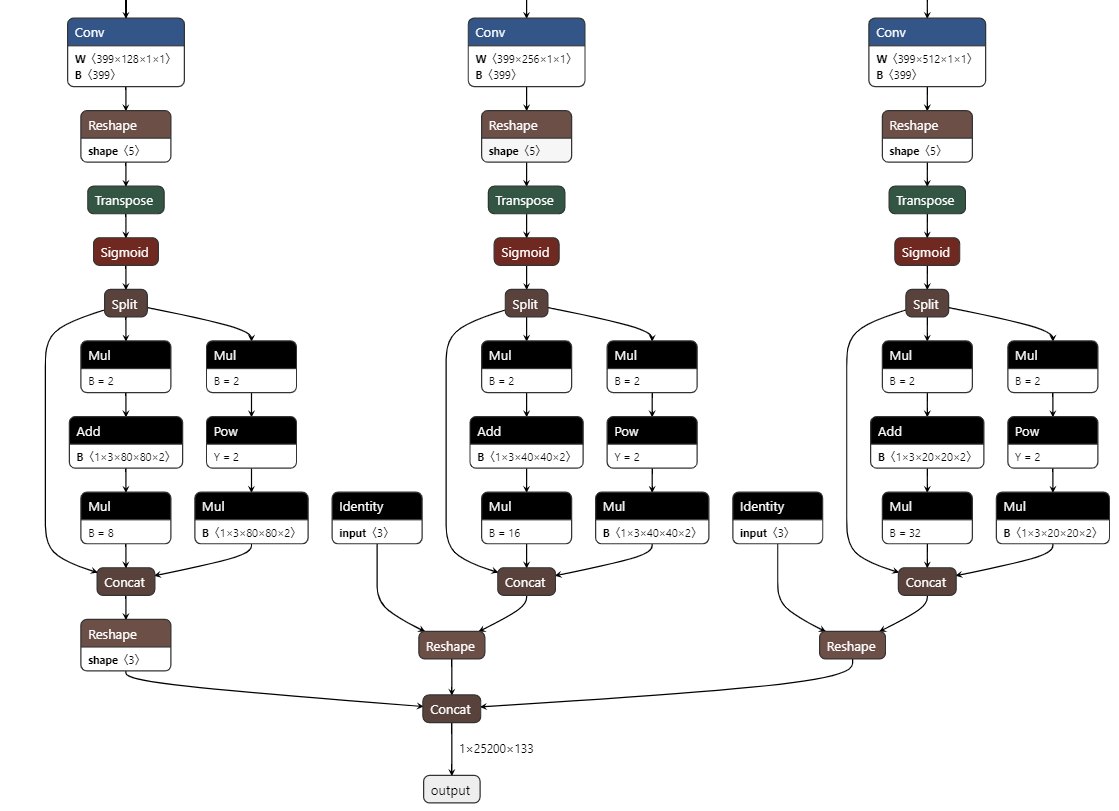 Conv
W〈399×128×1×1〉
B〈399〉
Reshape
shape〈5〉
Transpose
Sigmoid
Split
Mul
B = 2
Mul
B = 2
Add
B〈1×3×80×80×2〉
Pow
Y = 2
Mul
B = 8
Mul
B〈1×3×80×80×2〉
Concat
Reshape
shape〈3〉
Conv
W〈399×256×1×1〉
B〈399〉
Reshape
shape〈5〉
Transpose
Sigmoid
Split
Mul
B = 2
Mul
B = 2
Add
B〈1×3×40×40×2〉
Pow
Y = 2
Identity
input〈3〉
Mul
B = 16
Mul
B〈1×3×40×40×2〉
Concat
Reshape
Conv
W〈399×512×1×1〉
B〈399〉
Reshape
shape〈5〉
Transpose
Sigmoid
Split
Mul
B = 2
Mul
B = 2
Add
B〈1×3×20×20×2〉
Pow
Y = 2
Identity
input〈3〉
Mul
B = 32
Mul
B〈1×3×20×20×2〉
Concat
Reshape
Concat
1×25200×133
output